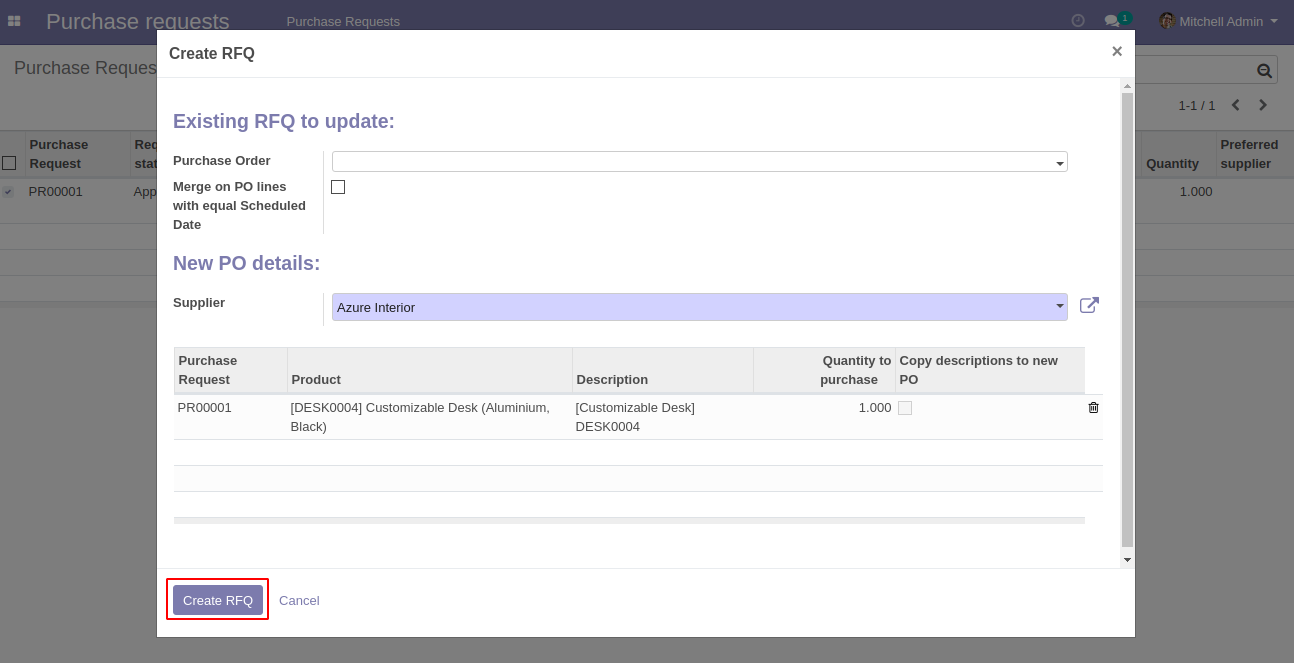 Purchase requests
Purchase Requests
1
Mitchell Admin
Create RFQ
×
Purchase Reques
1-1 / 1
Purchase Request
Req stat
Quantity
Preferred supplier
PR00001
App
1.000
Existing RFQ to update:
Purchase Order
Merge on PO lines
with equal Scheduled
Date
New PO details:
Supplier
Azure Interior
Purchase Request
Product
Description
Quantity to purchase
Copy descriptions to new PO
PR00001
[DESK0004] Customizable Desk (Aluminium,
Black)
[Customizable Desk]
DESK0004
1.000
Create RFQ
Cancel